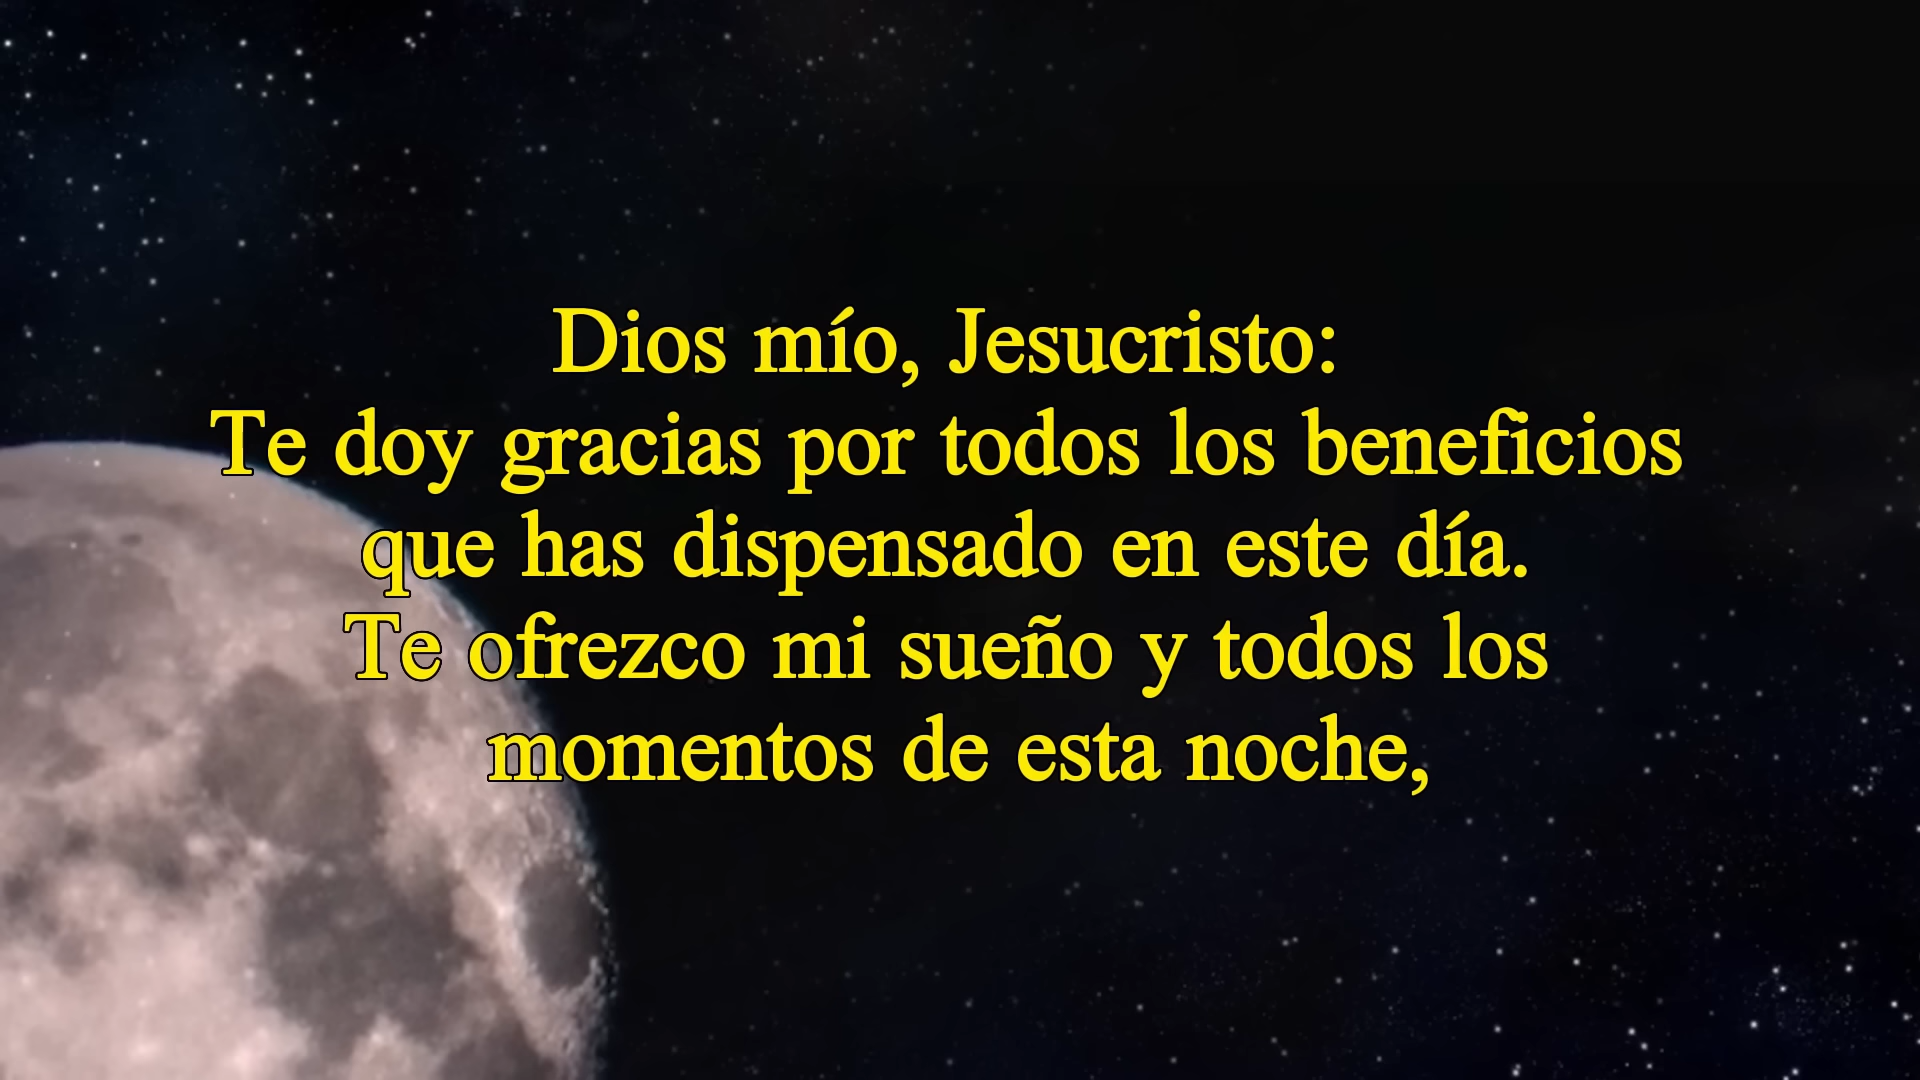 Dios mío, Jesucristo:
Te doy gracias por todos los beneficios
que has dispensado en este día.
Te ofrezco mi sueño y todos los
momentos de esta noche,